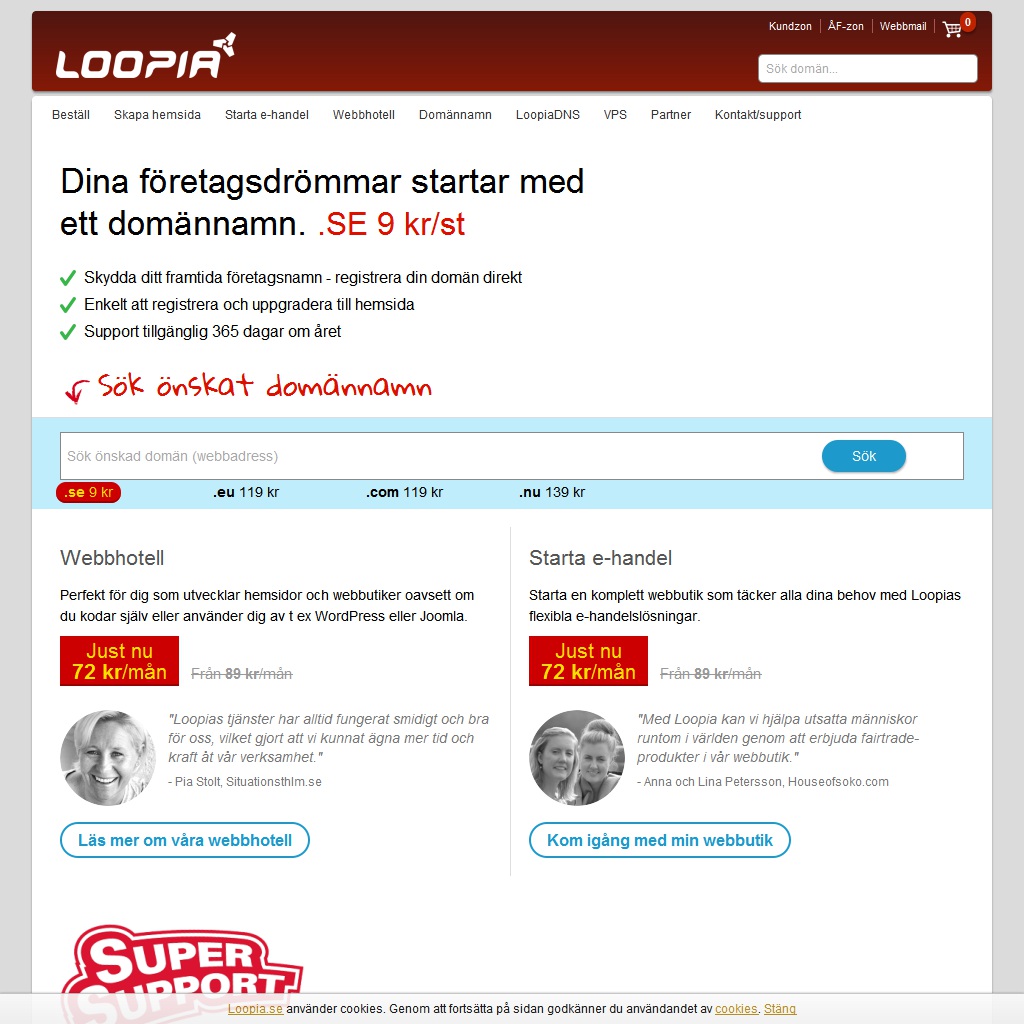 Kundzon ÅF-zon Webbmail 0
LOOPIA
Sök domän...
Beställ Skapa hemsida Starta e-handel Webbhotell Domännamn LoopiaDNS VPS Partner Kontakt/support
Dina företagsdrömmar startar med
ett domännamn. .SE 9 kr/st
Skydda ditt framtida företagsnamn - registrera din domän direkt
Enkelt att registrera och uppgradera till hemsida
Support tillgänglig 365 dagar om året
Sök önskat domännamn
Sök önskad domän (webbadress) Sök
.se 9 kr .eu 119 kr .com 119 kr .nu 139 kr
Webbhotell
Perfekt för dig som utvecklar hemsidor och webbutiker oavsett om
du kodar själv eller använder dig av t ex WordPress eller Joomla.
Just nu
72 kr/mån Från 89 kr/mån
"Loopias tjänster har alltid fungerat smidigt och bra
för oss, vilket gjort att vi kunnat ägna mer tid och
kraft åt vår verksamhet."
- Pia Stolt, Situationsthlm.se
Läs mer om våra webbhotell
Starta e-handel
Starta en komplett webbutik som täcker alla dina behov med Loopias
flexibla e-handelslösningar.
Just nu
72 kr/mån Från 89 kr/mån
"Med Loopia kan vi hjälpa utsatta människor
runtom i världen genom att erbjuda fairtrade-
produkter i vår webbutik."
- Anna och Lina Petersson, Houseofsoko.com
Kom igång med min webbutik
SUPER
SUPPORT
Loopia.se använder cookies. Genom att fortsätta på sidan godkänner du användandet av cookies. Stäng